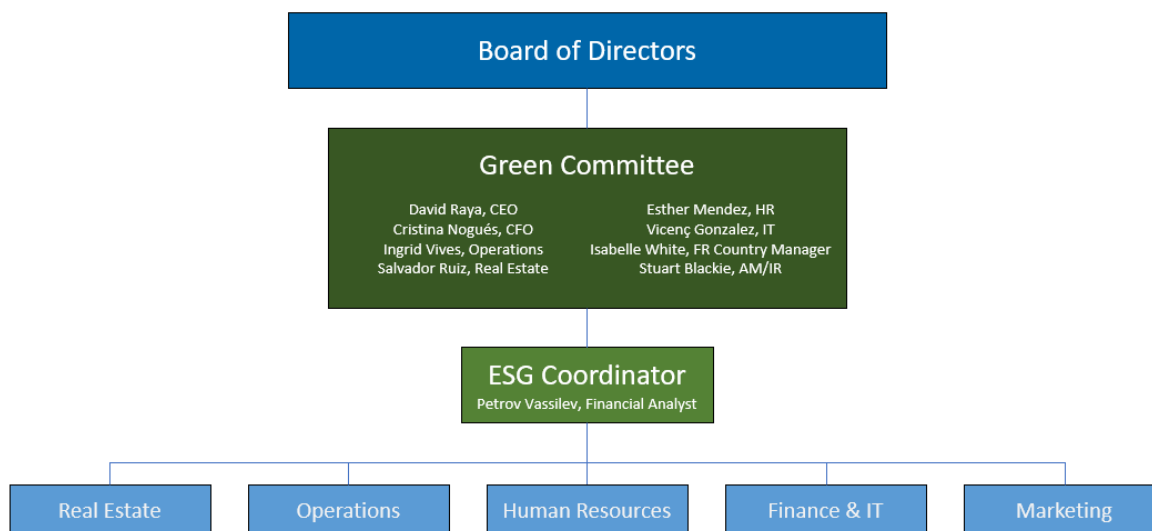 Board of Directors
Green Committee
David Raya, CEO
Cristina Nogués, CFO
Ingrid Vives, Operations
Salvador Ruiz, Real Estate
Esther Mendez, HR
Vicenç Gonzalez, IT
Isabelle White, FR Country Manager
Stuart Blackie, AM/IR
ESG Coordinator
Petrov Vassilev, Financial Analyst
Real Estate
Operations
Human Resources
Finance & IT
Marketing